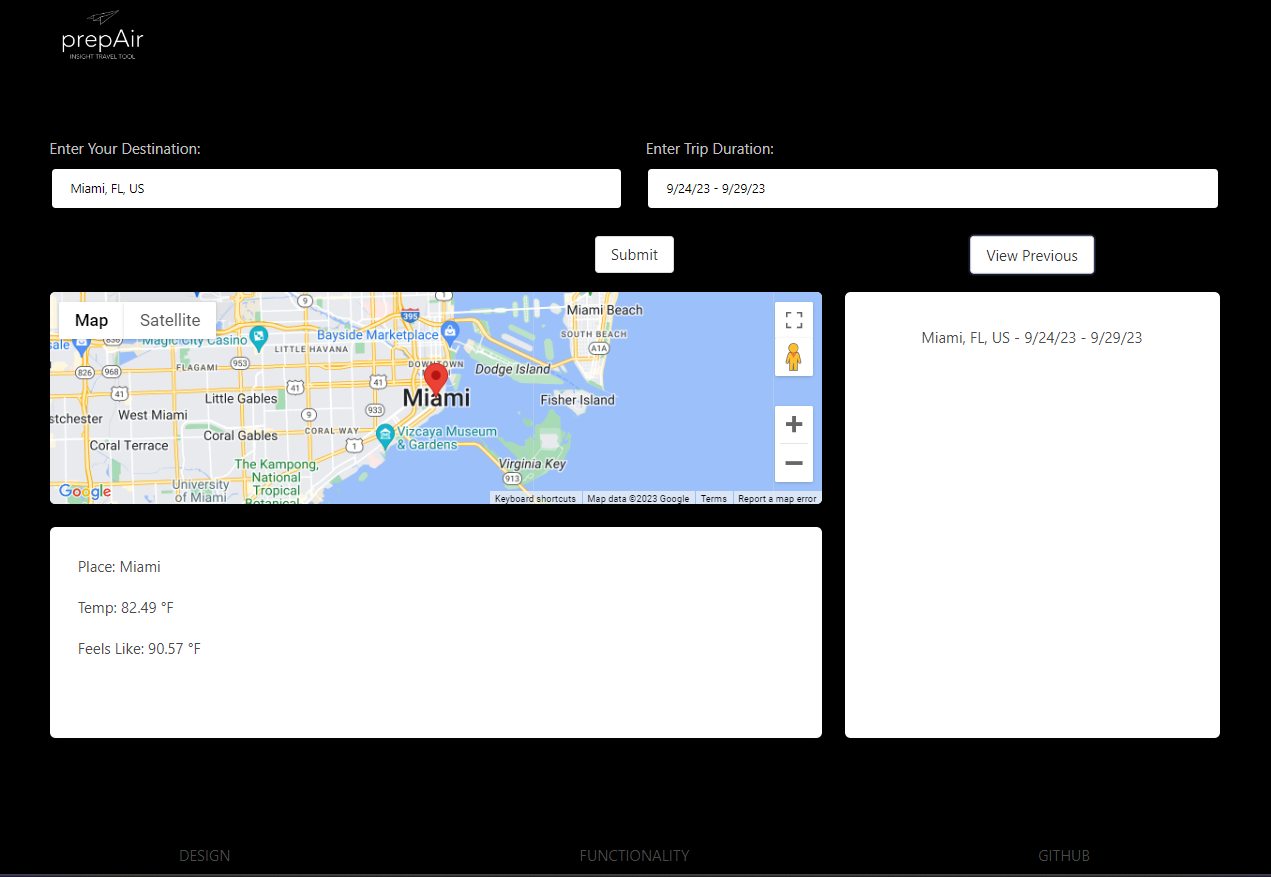 prepAir
INSIGHT TRAVEL TOOL
Enter Your Destination:
Enter Trip Duration:
Miami, FL, US
9/24/23 - 9/29/23
Submit
View Previous
Map
Satellite
9
1
395
Miami Beach
Magic City Casino
Bayside Marketplace
SOUTH BEACH
A1A
LITTLE HAVANA
826
968
FLAGAMI
953
DOWNTOWN
Dodge Island
41
41
41
Little Gables
Miami
Fisher Island
West Miami
9
933
Coral Gables
CORAL WAY
Vizcaya Museum
& Gardens
Coral Terrace
1
The Kampong,
National
Tropical
Virginia Key
913
University
of Miami
Google
Keyboard shortcuts
Map data ©2023 Google
Terms
Report a map error
Miami, FL, US - 9/24/23 - 9/29/23
Place: Miami
Temp: 82.49 °F
Feels Like: 90.57 °F
DESIGN
FUNCTIONALITY
GITHUB